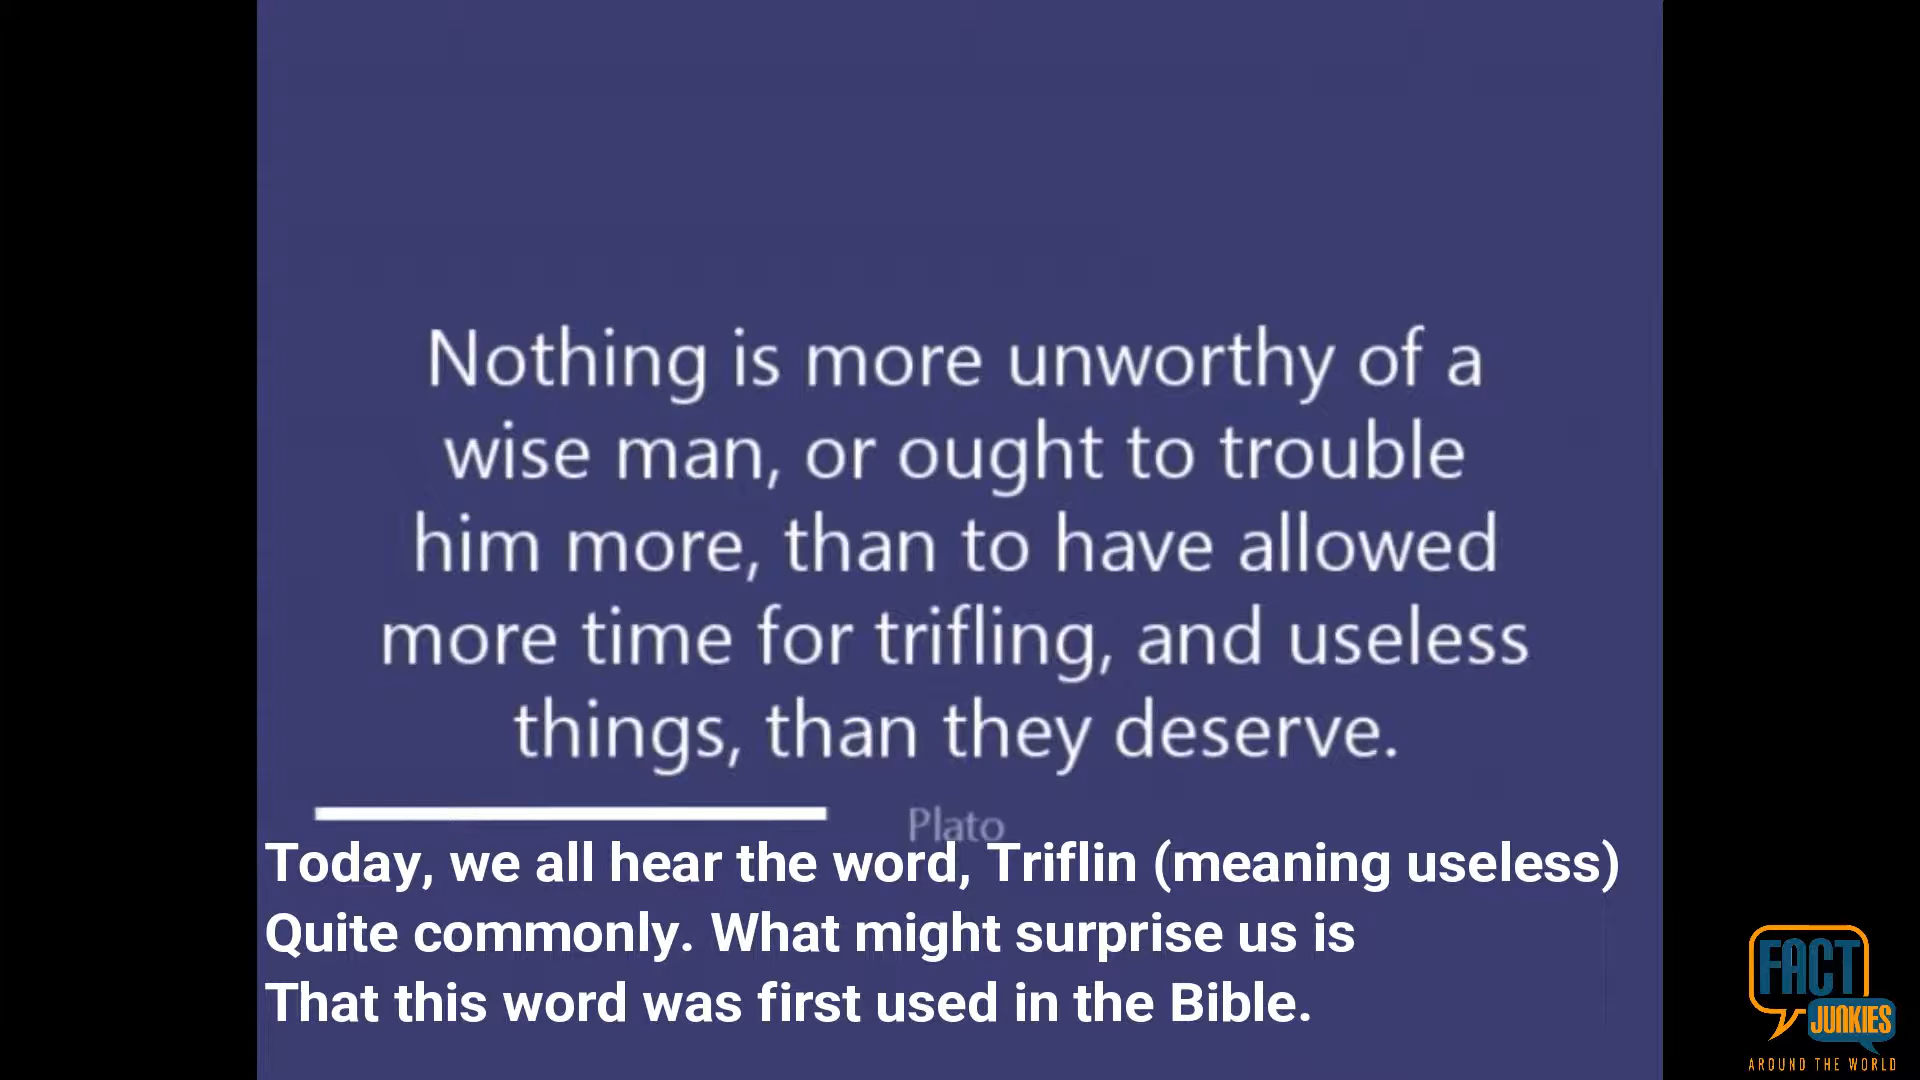 Nothing is more unworthy of a
wise man, or ought to trouble
him more, than to have allowed
more time for trifling, and useless
things, than they deserve.
Plato
Today, we all hear the word, Triflin (meaning useless)
Quite commonly. What might surprise us is
That this word was first used in the Bible.
FACT
JUNKIES
AROUND THE WORLD